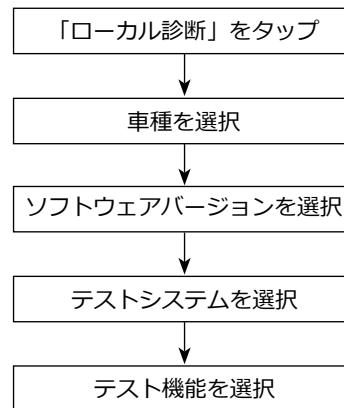 「ローカル診断」をタップ
車種を選択
ソフトウェアバージョンを選択
テストシステムを選択
テスト機能を選択